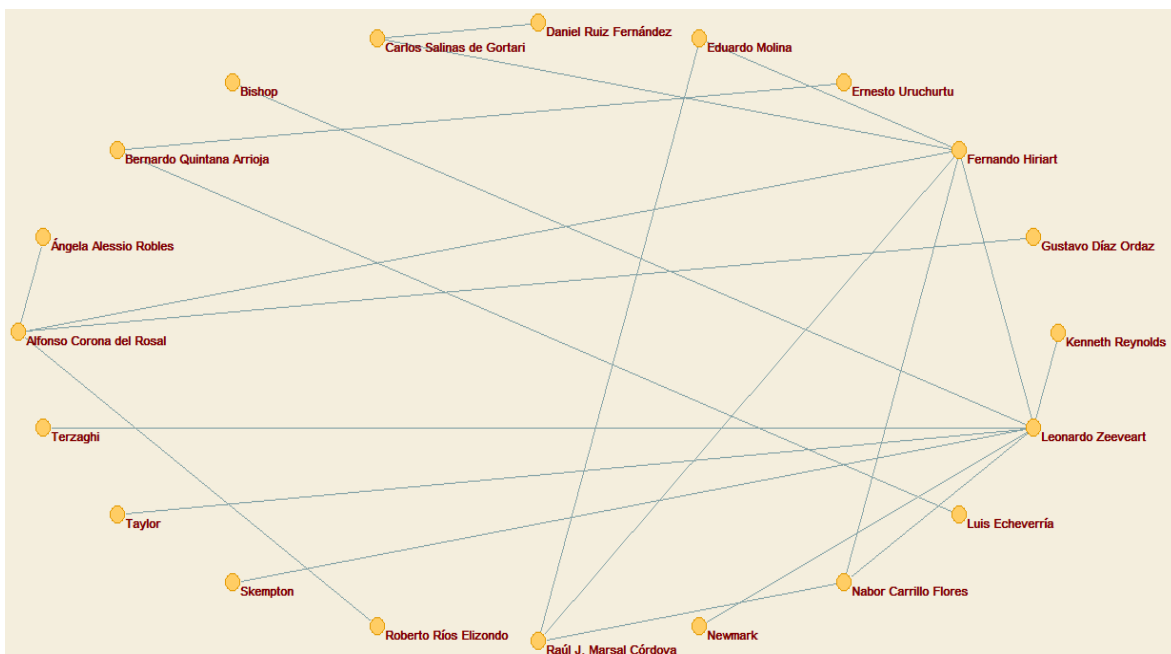 Daniel Ruiz Fernández
Carlos Salinas de Gortari
Eduardo Molina
Bishop
Ernesto Uruchurtu
Bernardo Quintana Arrioja
Fernando Hiriart
Ángela Alessio Robles
Gustavo Díaz Ordaz
Alfonso Corona del Rosal
Kenneth Reynolds
Terzaghi
Leonardo Zeeveart
Taylor
Luis Echeverría
Skempton
Nabor Carrillo Flores
Roberto Ríos Elizondo
Newmark
Raúl J. Marsal Córdova